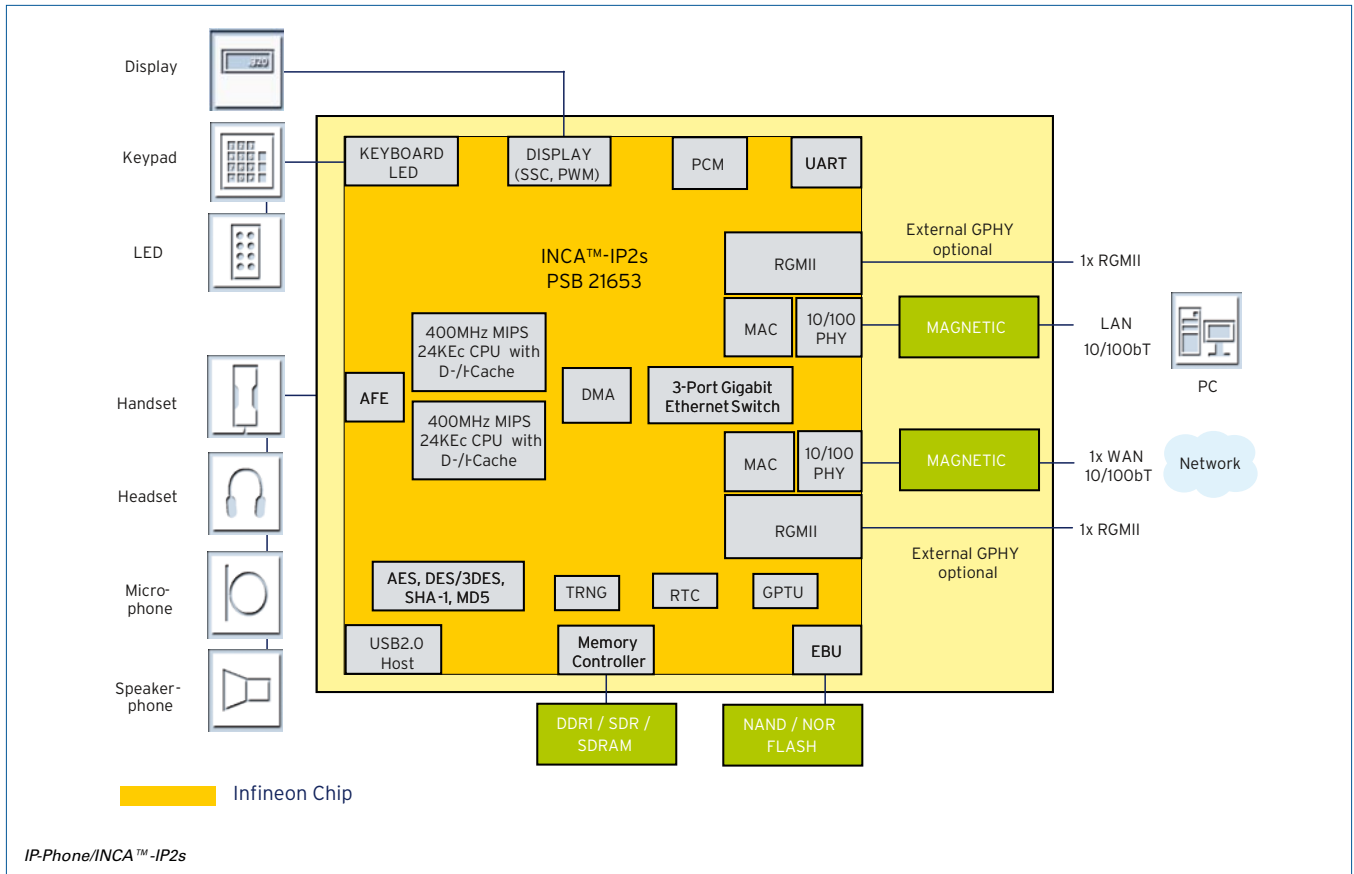 Display
Keypad
LED
Handset
Headset
Micro-
phone
Speaker-
phone
320
KEYBOARD
LED
DISPLAY
(SSC, PWM)
PCM
UART
INCA™-IP2s
PSB 21653
RGMII
External GPHY
optional
1x RGMII
MAC
10/100
PHY
MAGNETIC
LAN
10/100bT
PC
400MHz MIPS
24KEc CPU with
D-/I-Cache
AFE
DMA
3-Port Gigabit
Ethernet Switch
400MHz MIPS
24KEc CPU with
D-/I-Cache
MAC
10/100
PHY
MAGNETIC
1x WAN
10/100bT
Network
RGMII
1x RGMII
External GPHY
optional
AES, DES/3DES,
SHA-1, MD5
TRNG
RTC
GPTU
USB2.0
Host
Memory
Controller
EBU
DDR1 / SDR /
SDRAM
NAND / NOR
FLASH
Infineon Chip
IP-Phone/INCA™-IP2s